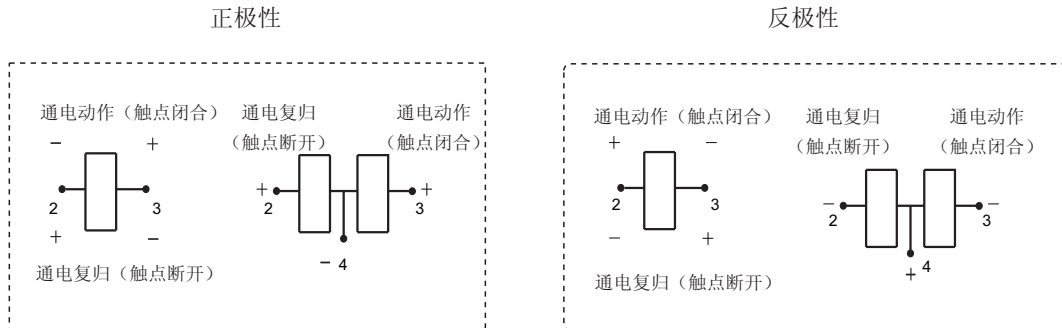 正极性
反极性
通电动作（触点闭合）
通电复归
（触点断开）
通电动作
（触点闭合）
− +
2 3
+ −
通电复归（触点断开）
+ +
2 3
− 4
通电动作（触点闭合）
通电复归
（触点断开）
通电动作
（触点闭合）
+ −
2 3
− +
通电复归（触点断开）
− −
2 3
4
+